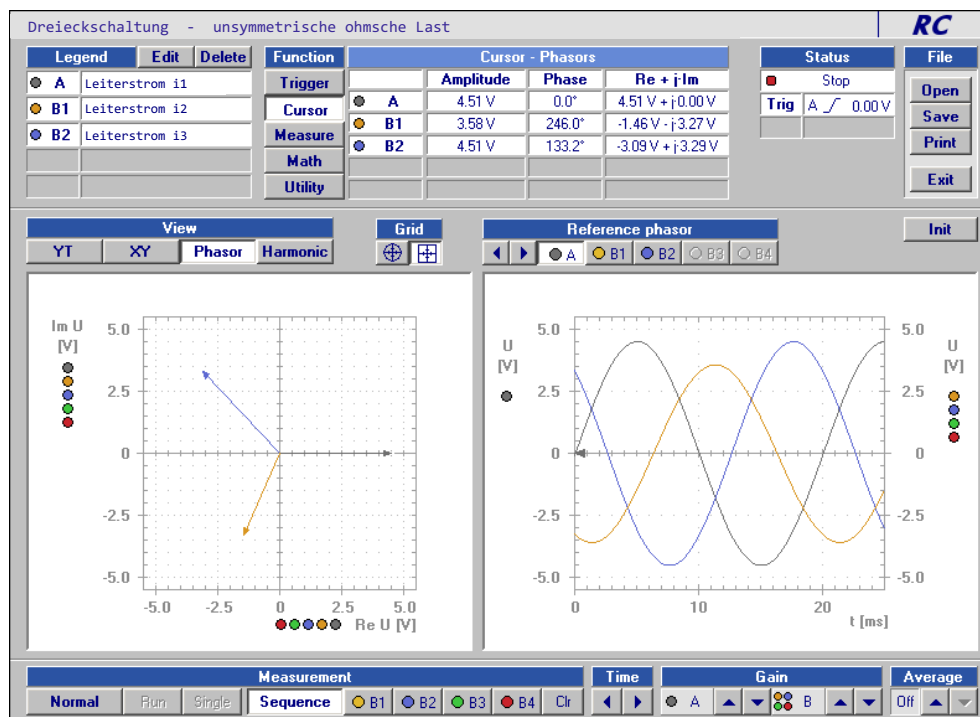 Dreieckschaltung - unsymmetrische ohmsche Last
RC
Legend Edit Delete
A Leiterstrom i1
B1 Leiterstrom i2
B2 Leiterstrom i3
Function
Trigger
Cursor
Measure
Math
Utility
Cursor - Phasors
Amplitude Phase Re + j·Im
A 4.51 V 0.0° 4.51 V + j·0.00 V
B1 3.58 V 246.0° -1.46 V - j·3.27 V
B2 4.51 V 133.2° -3.09 V + j·3.29 V
Status
Stop
Trig A 0.00 V
File
Open
Save
Print
Exit
View
YT XY Phasor Harmonic
Grid
Reference phasor
A B1 B2 B3 B4
Init
Im U
[V]
5.0
2.5
0
-2.5
-5.0
-5.0 -2.5 0 2.5 5.0
Re U [V]
U
[V]
5.0
2.5
0
-2.5
-5.0
0 10 20
t [ms]
5.0
2.5
0
-2.5
-5.0
U
[V]
Measurement
Normal Run Single Sequence B1 B2 B3 B4 Clr
Time
Gain
A B
Average
Off